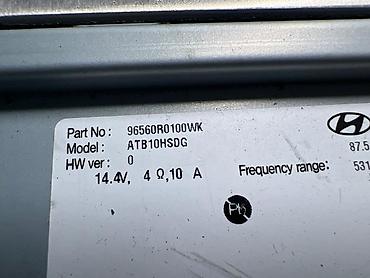 Part No : 96560R0100WK
Model : ATB10HSDG
HW ver : 0
14.4V, 4 Ω,10 A
87.5
Frequency range: 531
Pb